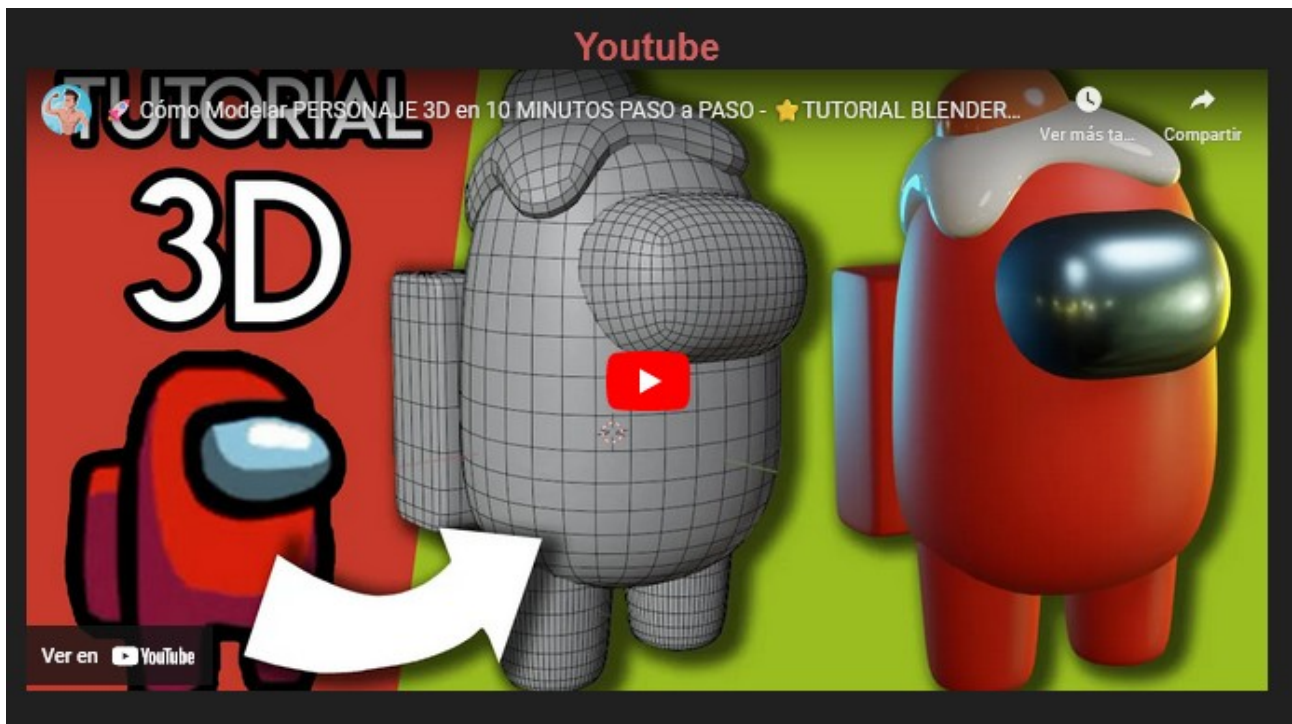 Youtube
TUTORIAL
🚀 Cómo Modelar PERSONAJE 3D en 10 MINUTOS PASO a PASO - ⭐TUTORIAL BLENDER...
Ver más ta...
Compartir
3D
Ver en YouTube